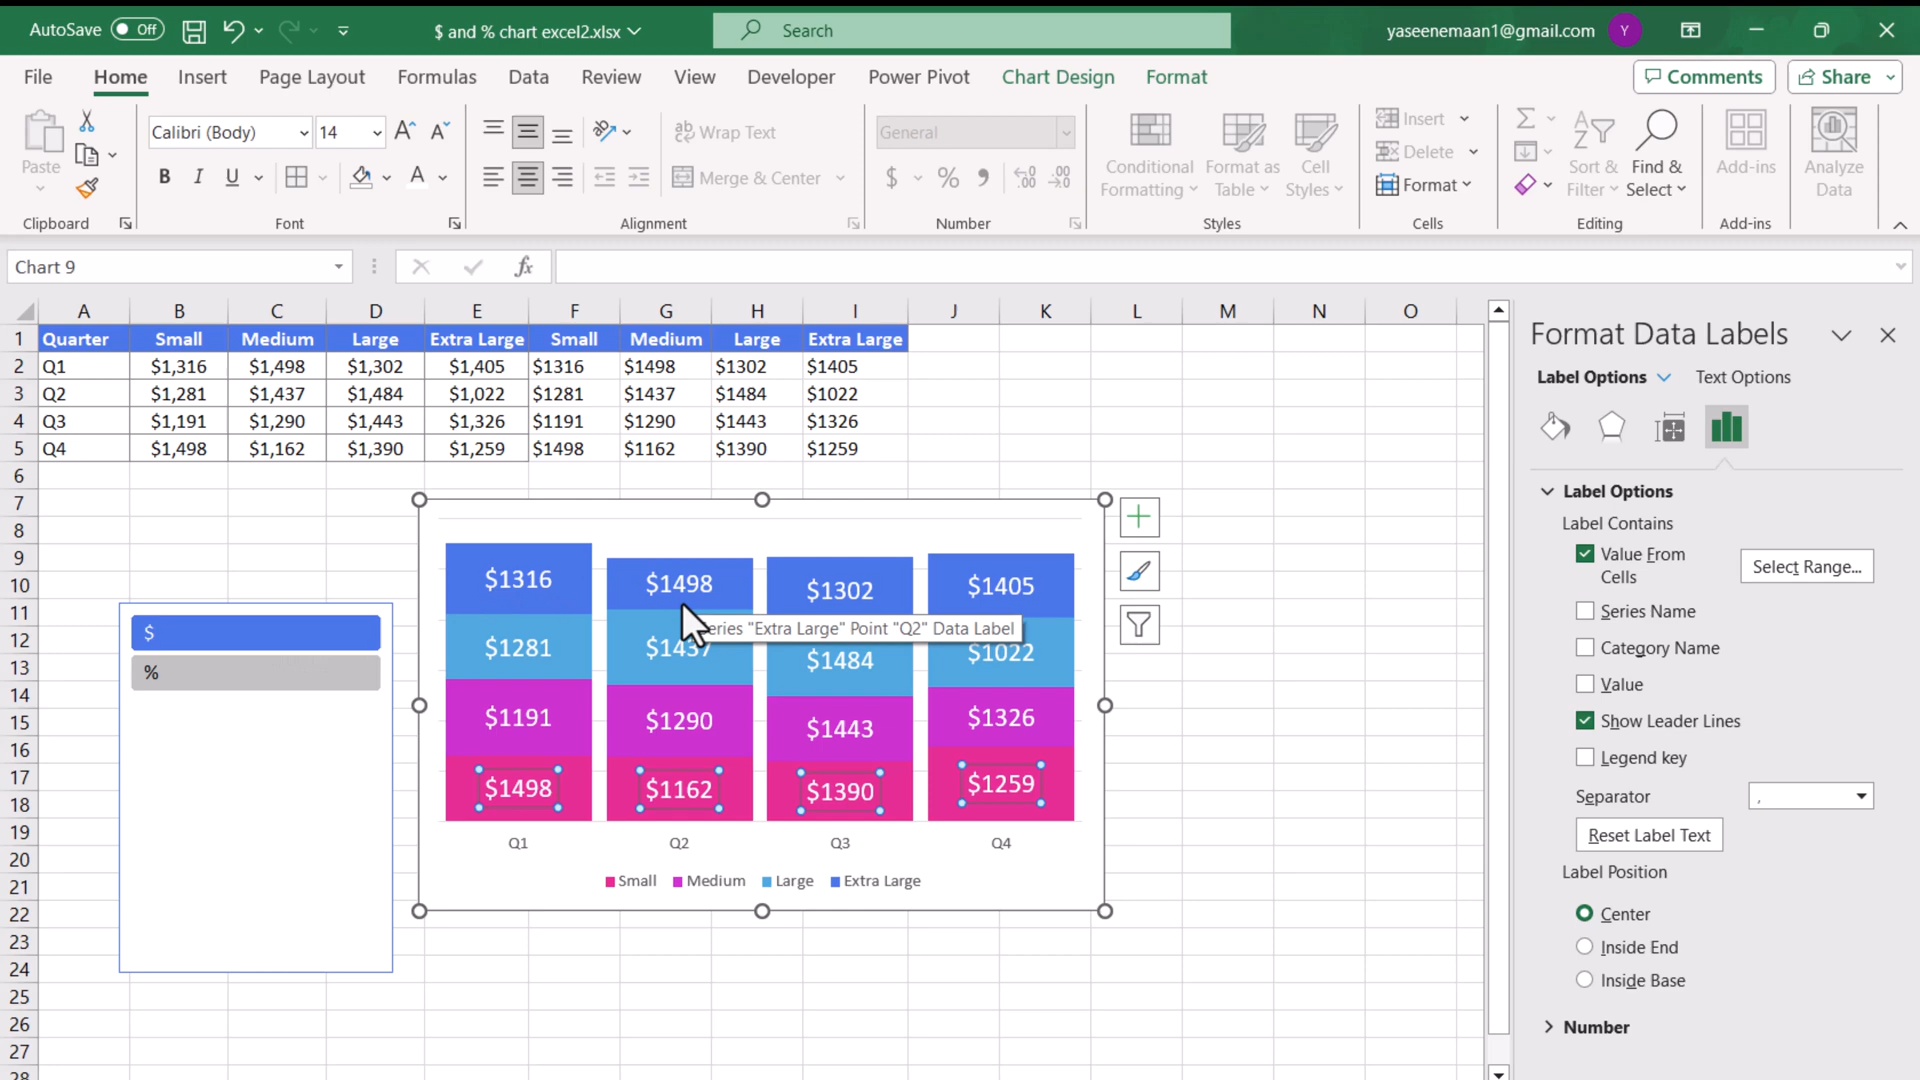 AutoSave Off $ and % chart excel2.xlsx Search yaseenemaan1@gmail.com Y
File Home Insert Page Layout Formulas Data Review View Developer Power Pivot Chart Design Format Comments Share
Calibri (Body) 14 Wrap Text General Insert
Paste Conditional Format as Cell Delete Sort & Find & Add-ins Analyze
B I U A Merge & Center $ % Formatting Table Styles Format Filter Select Data
Clipboard Font Alignment Number Styles Cells Editing Add-ins
Chart 9 fx
A B C D E F G H I J K L M N O
1 Quarter Small Medium Large Extra Large Small Medium Large Extra Large
2 Q1 $1,316 $1,498 $1,302 $1,405 $1316 $1498 $1302 $1405
3 Q2 $1,281 $1,437 $1,484 $1,022 $1281 $1437 $1484 $1022
4 Q3 $1,191 $1,290 $1,443 $1,326 $1191 $1290 $1443 $1326
5 Q4 $1,498 $1,162 $1,390 $1,259 $1498 $1162 $1390 $1259
6
7
8
9
10
11
12
13
14
15
16
17
18
19
20
21
22
23
24
25
26
27
28
$
%
$1316 $1498 $1302 $1405
"Extra Large" Point "Q2" Data Label
$1281 $1437 $1484 $1022
$1191 $1290 $1443 $1326
$1498 $1162 $1390 $1259
Q1 Q2 Q3 Q4
Small Medium Large Extra Large
Format Data Labels
Label Options Text Options
Label Options
Label Contains
Value From
Cells
Select Range...
Series Name
Category Name
Value
Show Leader Lines
Legend key
Separator ,
Reset Label Text
Label Position
Center
Inside End
Inside Base
Number